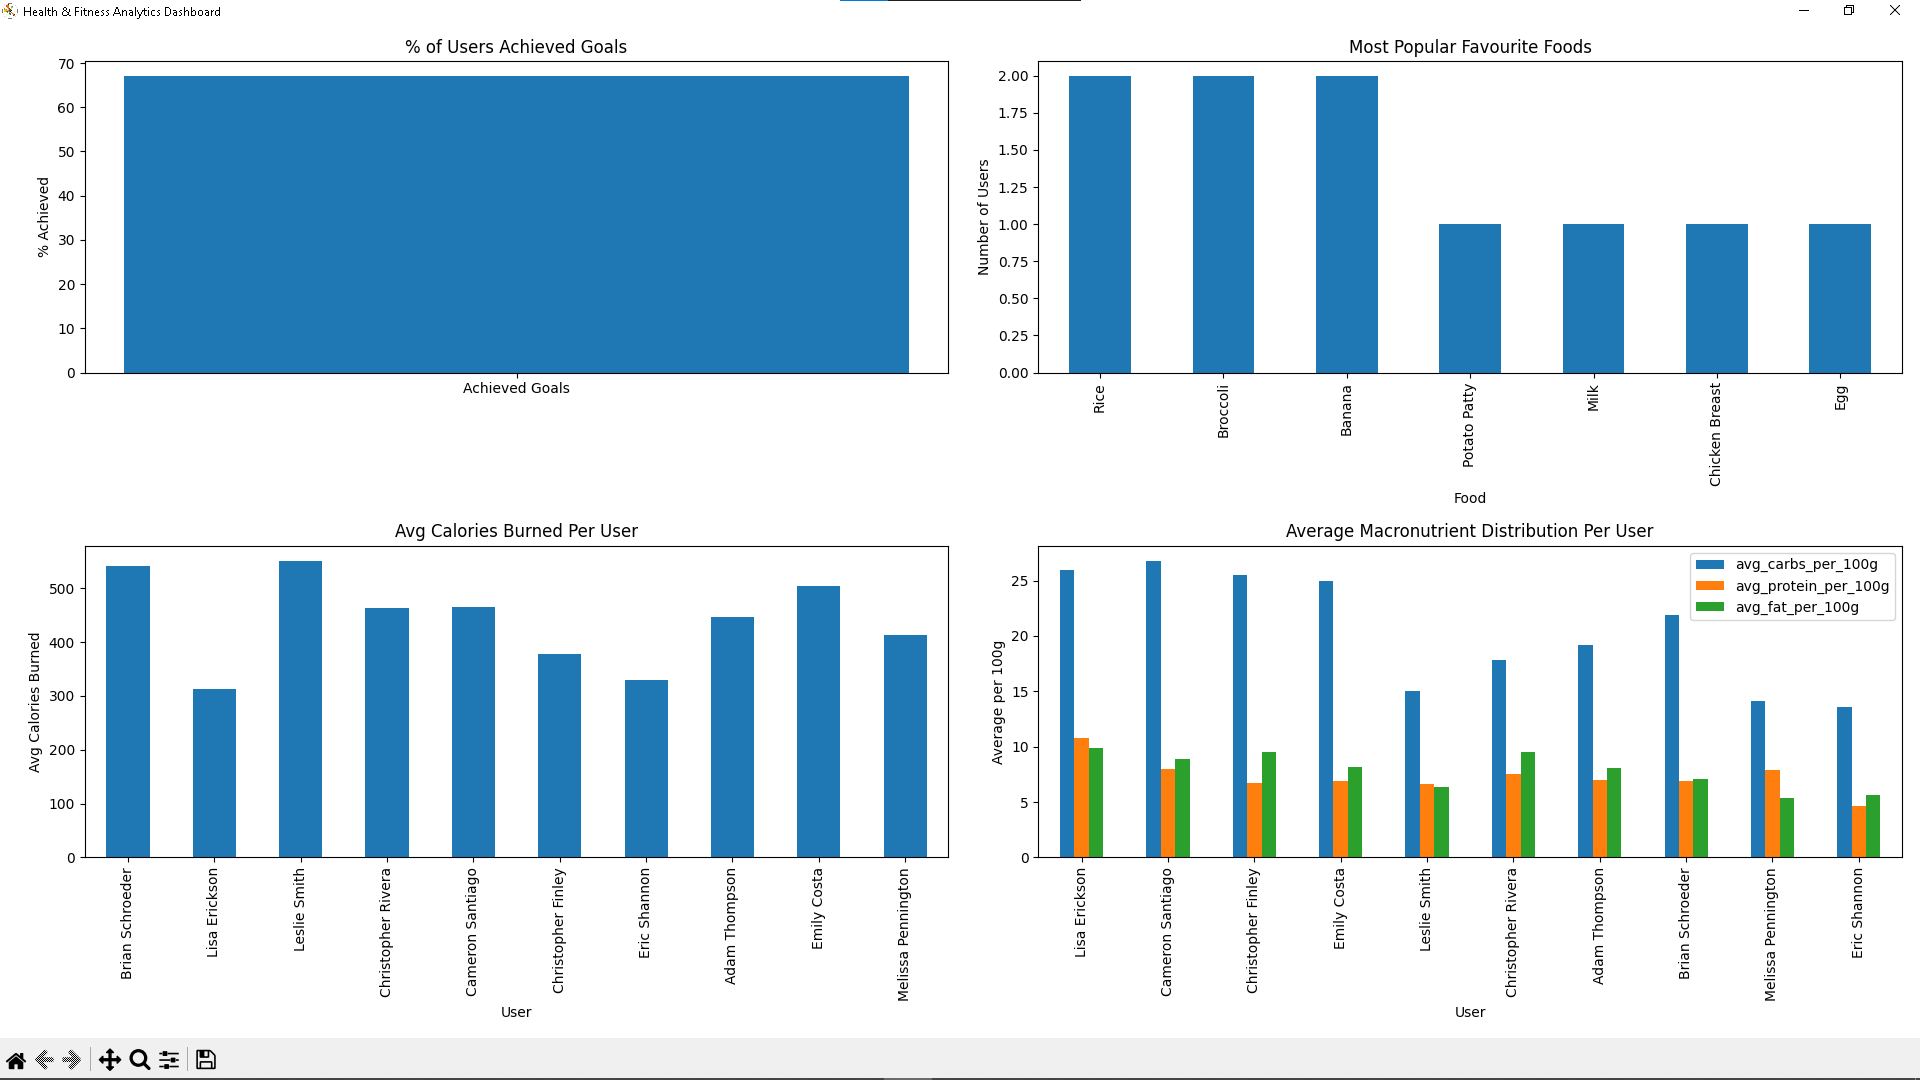 Health & Fitness Analytics Dashboard
% of Users Achieved Goals
70
60
50
40
30
20
10
0
% Achieved
Achieved Goals
Most Popular Favourite Foods
2.00
1.75
1.50
1.25
1.00
0.75
0.50
0.25
0.00
Number of Users
Rice
Broccoli
Banana
Potato Patty
Milk
Chicken Breast
Egg
Food
Avg Calories Burned Per User
500
400
300
200
100
0
Avg Calories Burned
Brian Schroeder
Lisa Erickson
Leslie Smith
Christopher Rivera
Cameron Santiago
Christopher Finley
Eric Shannon
Adam Thompson
Emily Costa
Melissa Pennington
User
Average Macronutrient Distribution Per User
avg_carbs_per_100g
avg_protein_per_100g
avg_fat_per_100g
25
20
15
10
5
0
Average per 100g
Lisa Erickson
Cameron Santiago
Christopher Finley
Emily Costa
Leslie Smith
Christopher Rivera
Adam Thompson
Brian Schroeder
Melissa Pennington
Eric Shannon
User